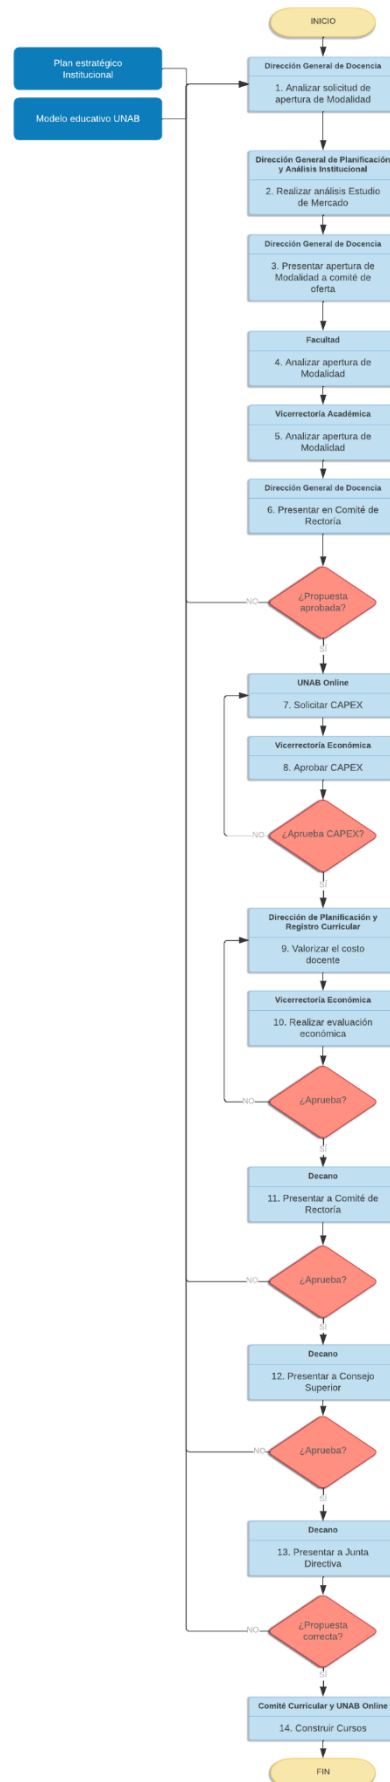 INICIO
Plan estratégico
Institucional
Modelo educativo UNAB
Dirección General de Docencia
1. Analizar solicitud de
apertura de Modalidad
Dirección General de Planificación
y Análisis Institucional
2. Realizar análisis Estudio
de Mercado
Dirección General de Docencia
3. Presentar apertura de
Modalidad a comité de
oferta
Facultad
4. Analizar apertura de
Modalidad
Vicerrectoría Académica
5. Analizar apertura de
Modalidad
Dirección General de Docencia
6. Presentar en Comité de
Rectoría
¿Propuesta
aprobada?
NO
SÍ
UNAB Online
7. Solicitar CAPEX
Vicerrectoría Económica
8. Aprobar CAPEX
¿Aprueba CAPEX?
NO
SÍ
Dirección de Planificación y
Registro Curricular
9. Valorizar el costo
docente
Vicerrectoría Económica
10. Realizar evaluación
económica
¿Aprueba?
NO
SÍ
Decano
11. Presentar a Comité de
Rectoría
¿Aprueba?
NO
SÍ
Decano
12. Presentar a Consejo
Superior
¿Aprueba?
NO
SÍ
Decano
13. Presentar a Junta
Directiva
¿Propuesta
correcta?
NO
SÍ
Comité Curricular y UNAB Online
14. Construir Cursos
FIN